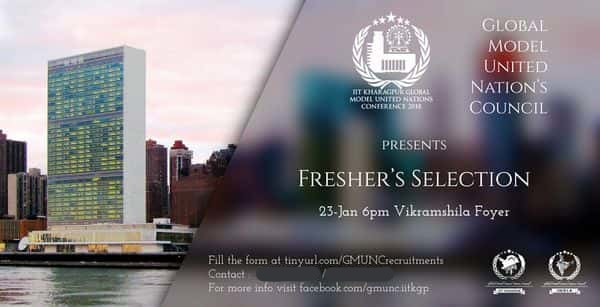 IIT KHARAGPUR GLOBAL
MODEL UNITED NATIONS
CONFERENCE 2018
GLOBAL
MODEL
UNITED
NATION'S
COUNCIL
PRESENTS
FRESHER'S SELECTION
23-Jan 6pm Vikramshila Foyer
Fill the form at tinyurl.com/GMUNCrecruitments
Contact : /
For more info visit facebook.com/gmunc.iitkgp